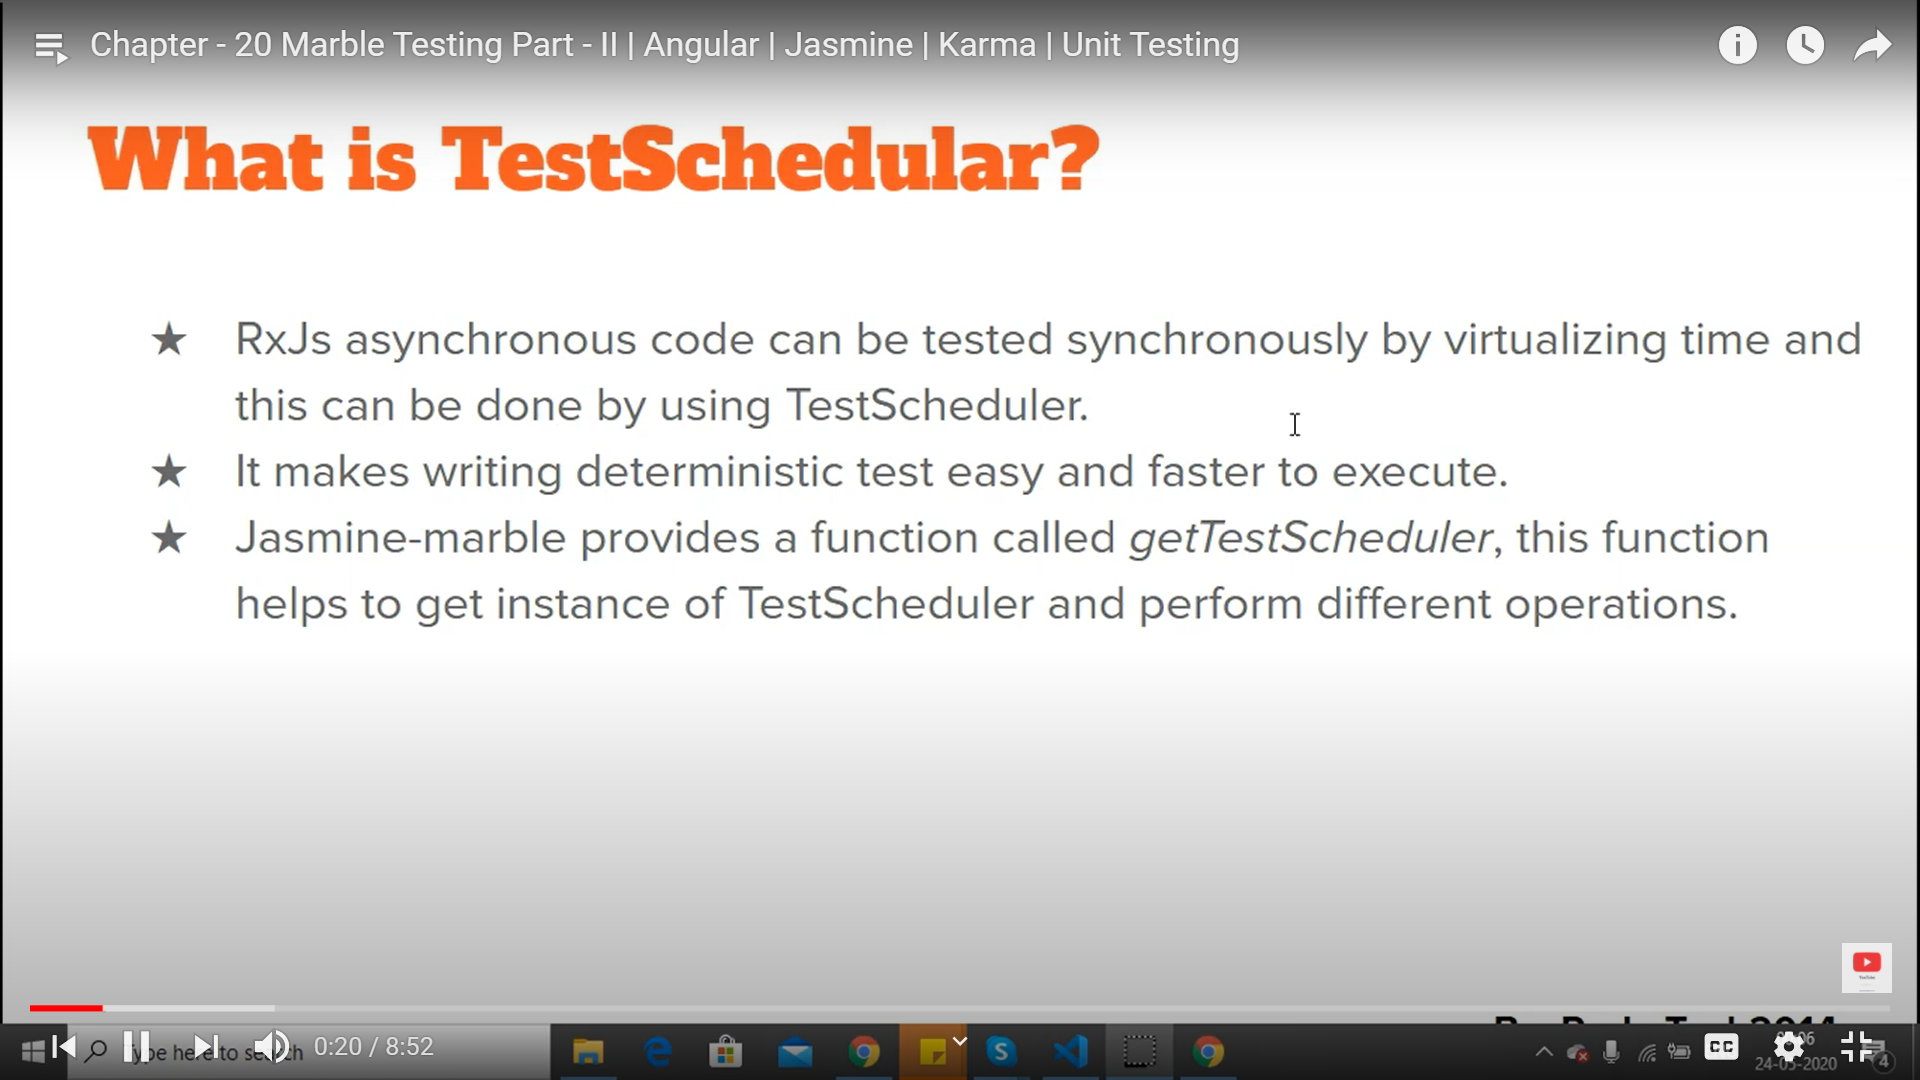 Chapter - 20 Marble Testing Part - II | Angular | Jasmine | Karma | Unit Testing
What is TestSchedular?
★ RxJs asynchronous code can be tested synchronously by virtualizing time and
this can be done by using TestScheduler.
★ It makes writing deterministic test easy and faster to execute.
★ Jasmine-marble provides a function called getTestScheduler, this function
helps to get instance of TestScheduler and perform different operations.
0:20 / 8:52
CC
4